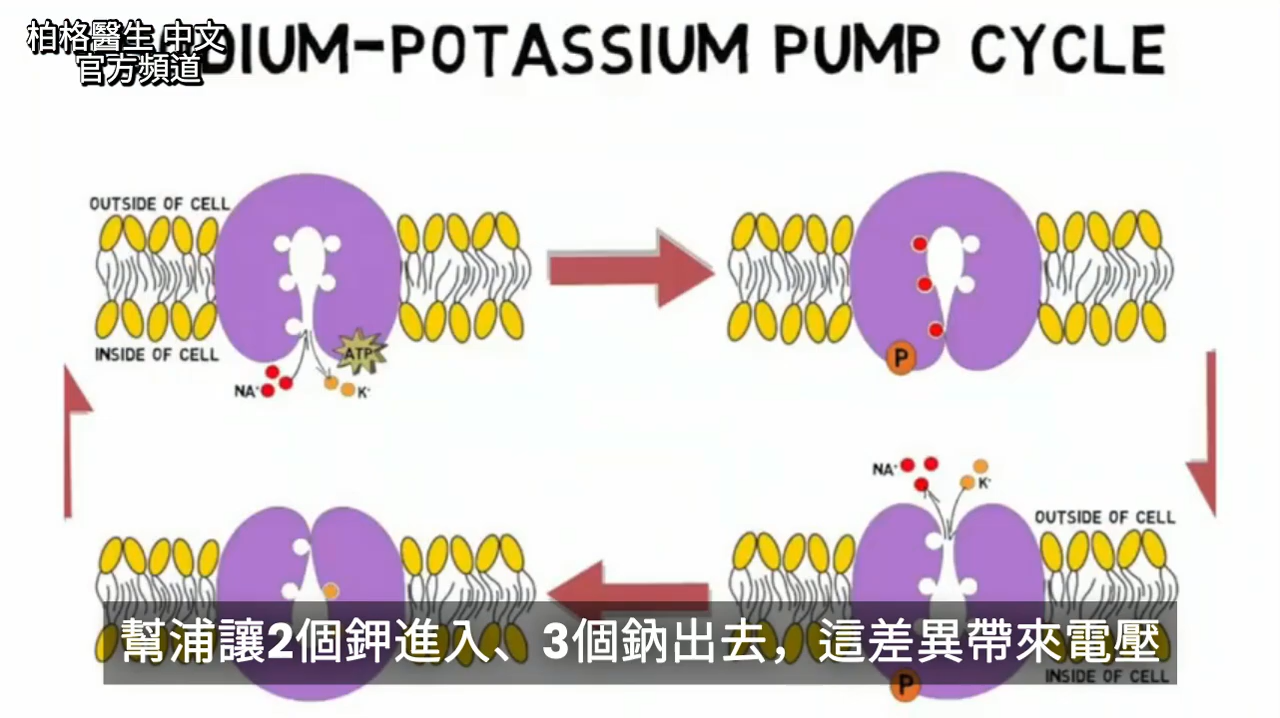 柏格醫生 中文
官方頻道
DIUM-POTASSIUM PUMP CYCLE
OUTSIDE OF CELL
INSIDE OF CELL
ATP
NA+
K+
P
NA+
K+
OUTSIDE OF CELL
幫浦讓2個鉀進入、3個鈉出去，這差異帶來電壓
INSIDE OF CELL
P